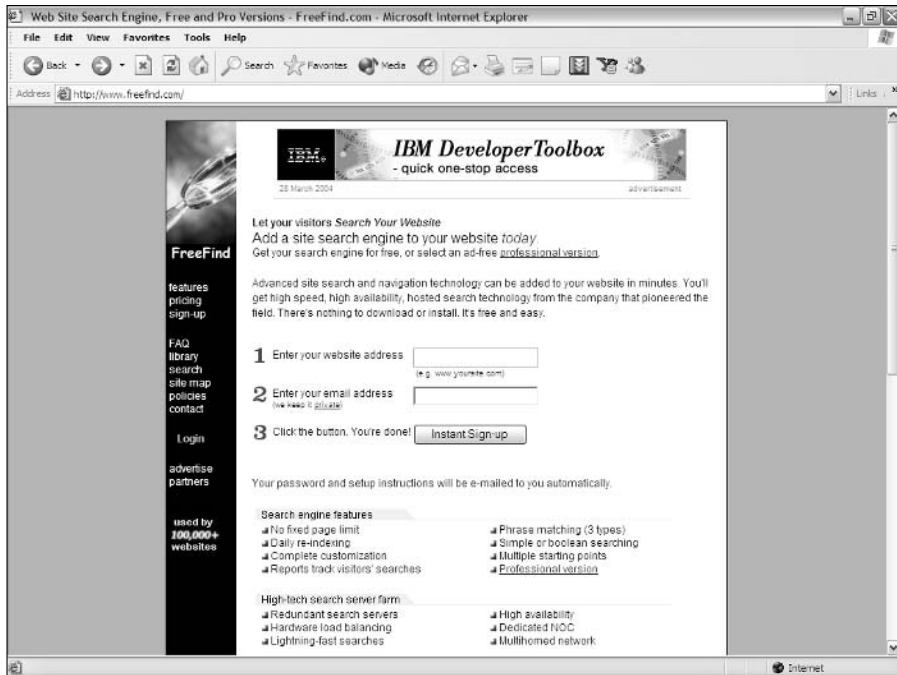 Web Site Search Engine, Free and Pro Versions - FreeFind.com - Microsoft Internet Explorer
File Edit View Favorites Tools Help
Back Search Favorites Media
Address http://www.freefind.com/ Links
IBM
IBM DeveloperToolbox
- quick one-stop access
28 March 2004 advertisement
FreeFind
features
pricing
sign-up
FAQ
library
search
site map
policies
contact
Login
advertise
partners
used by
100,000+
websites
Let your visitors Search Your Website
Add a site search engine to your website today.
Get your search engine for free, or select an ad-free professional version.
Advanced site search and navigation technology can be added to your website in minutes. You'll
get high speed, high availability, hosted search technology from the company that pioneered the
field. There's nothing to download or install. It's free and easy.
1 Enter your website address
(e.g. www.yoursite.com)
2 Enter your email address
(we keep it private)
3 Click the button. You're done! Instant Sign-up
Your password and setup instructions will be e-mailed to you automatically.
Search engine features
No fixed page limit
Daily re-indexing
Complete customization
Reports track visitors' searches
Phrase matching (3 types)
Simple or boolean searching
Multiple starting points
Professional version
High-tech search server farm
Redundant search servers
Hardware load balancing
Lightning-fast searches
High availability
Dedicated NOC
Multihomed network
Internet